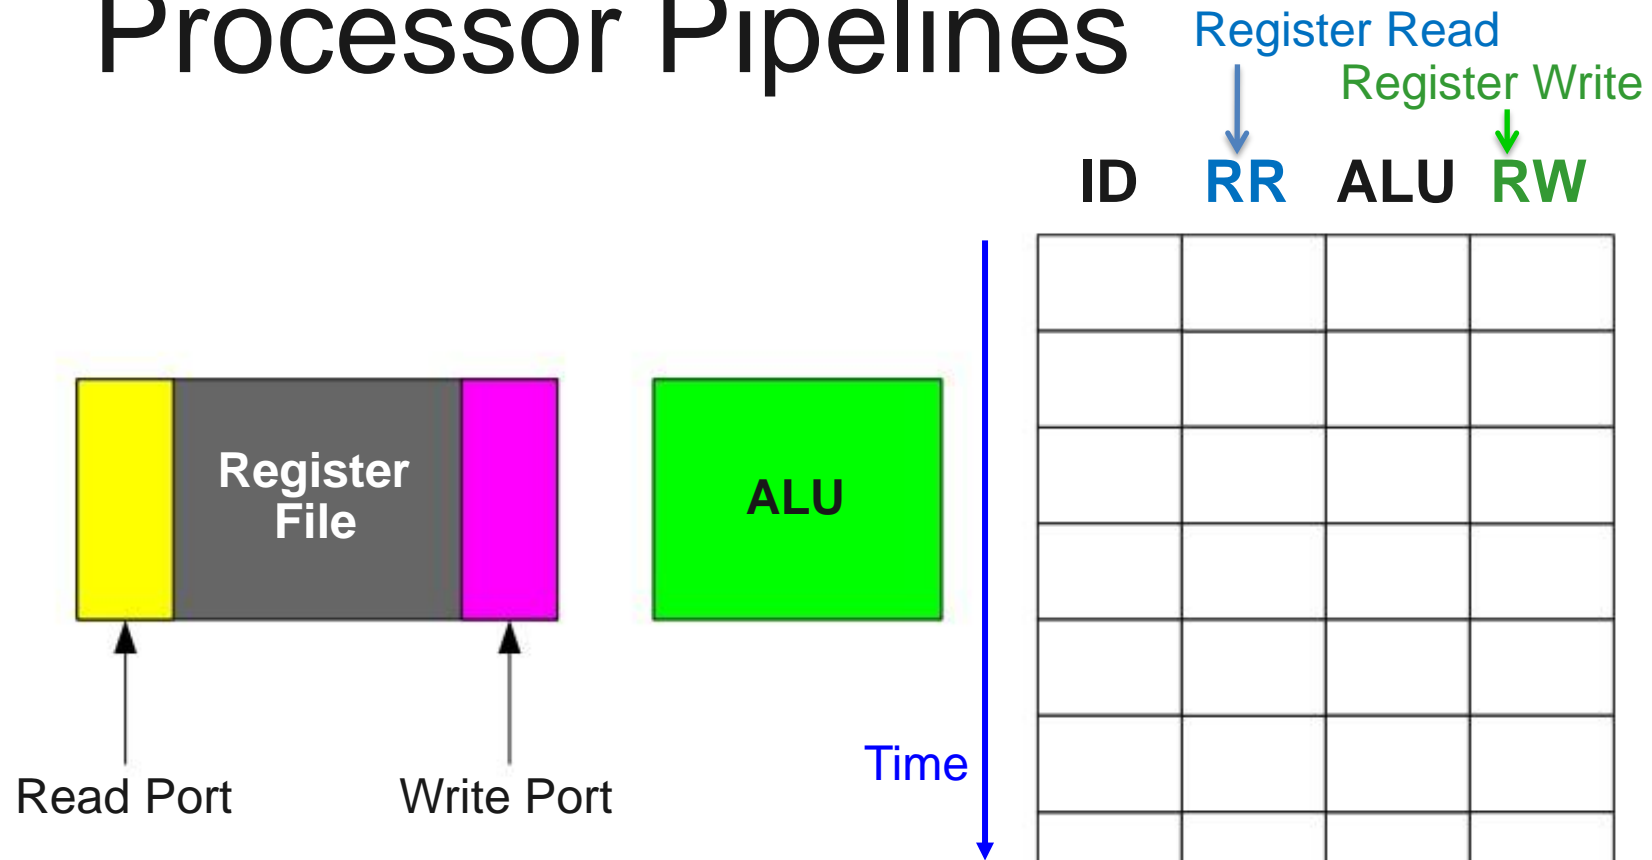 Processor Pipelines
Register Read
Register Write
ID RR ALU RW
Register
File
ALU
Time
Read Port
Write Port